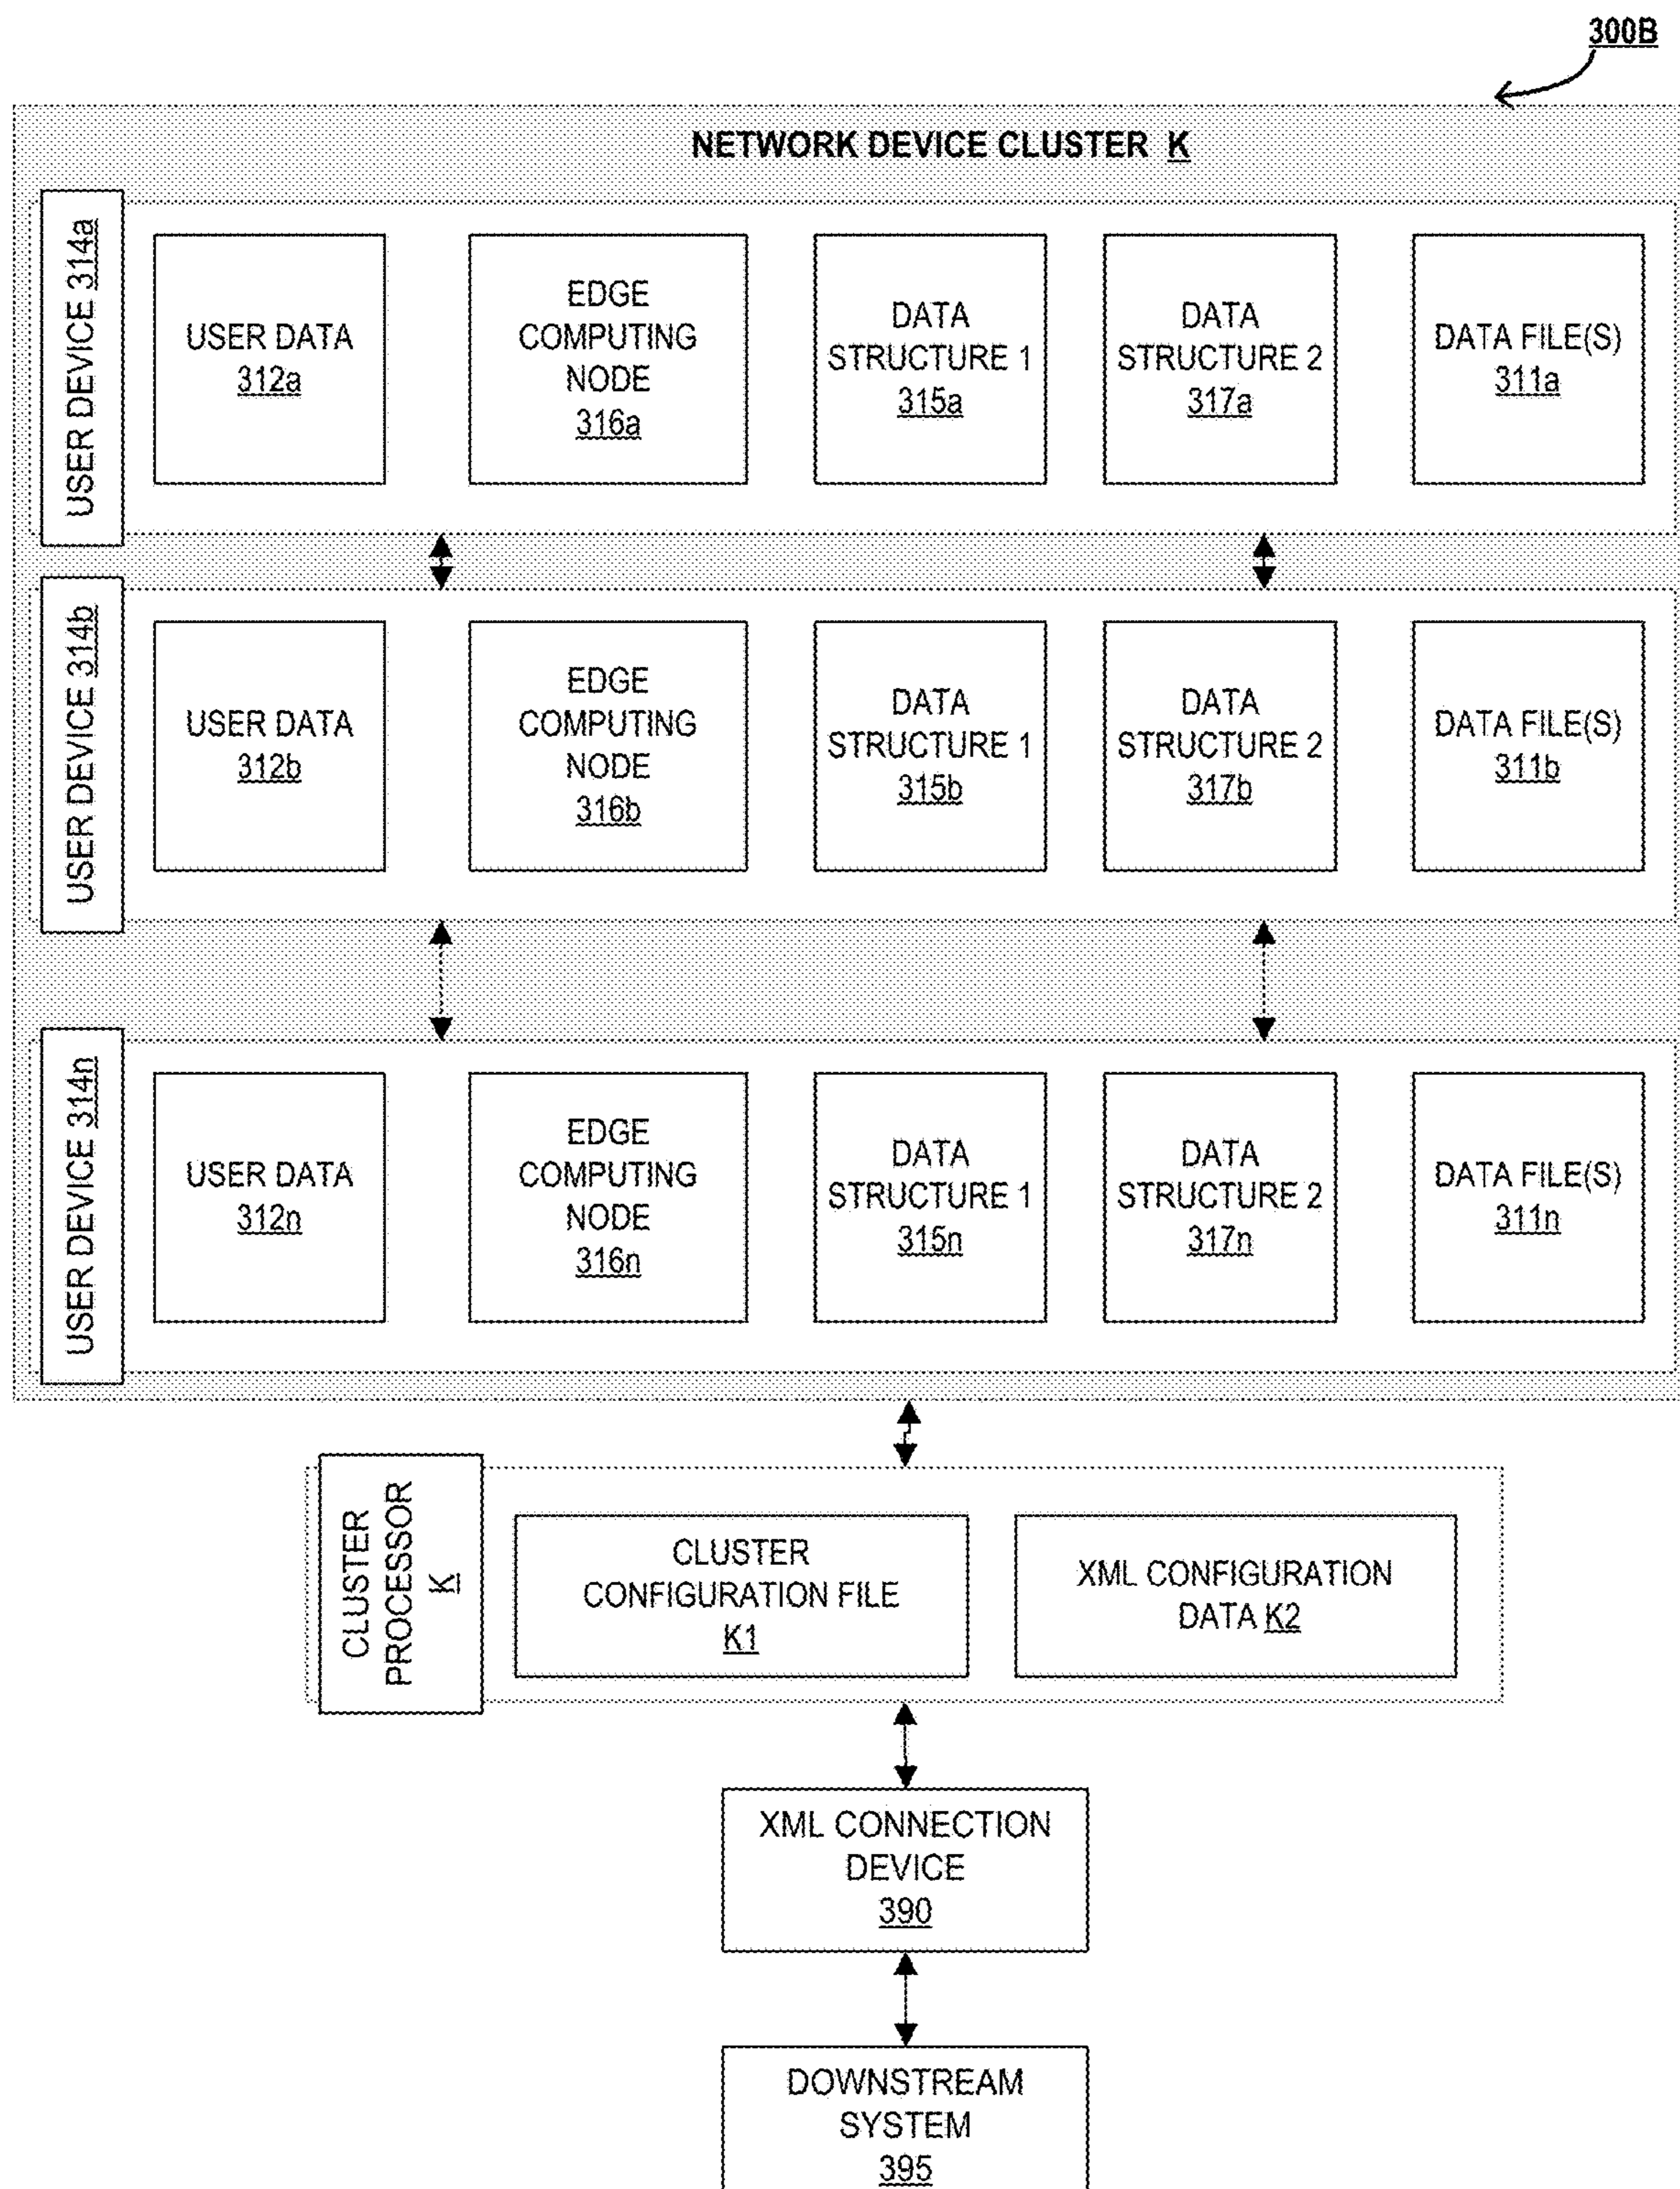 300B
NETWORK DEVICE CLUSTER K
USER DEVICE 314a
USER DATA
312a
EDGE
COMPUTING
NODE
316a
DATA
STRUCTURE 1
315a
DATA
STRUCTURE 2
317a
DATA FILE(S)
311a
USER DEVICE 314b
USER DATA
312b
EDGE
COMPUTING
NODE
316b
DATA
STRUCTURE 1
315b
DATA
STRUCTURE 2
317b
DATA FILE(S)
311b
USER DEVICE 314n
USER DATA
312n
EDGE
COMPUTING
NODE
316n
DATA
STRUCTURE 1
315n
DATA
STRUCTURE 2
317n
DATA FILE(S)
311n
CLUSTER
PROCESSOR
K
CLUSTER
CONFIGURATION FILE
K1
XML CONFIGURATION
DATA K2
XML CONNECTION
DEVICE
390
DOWNSTREAM
SYSTEM
395